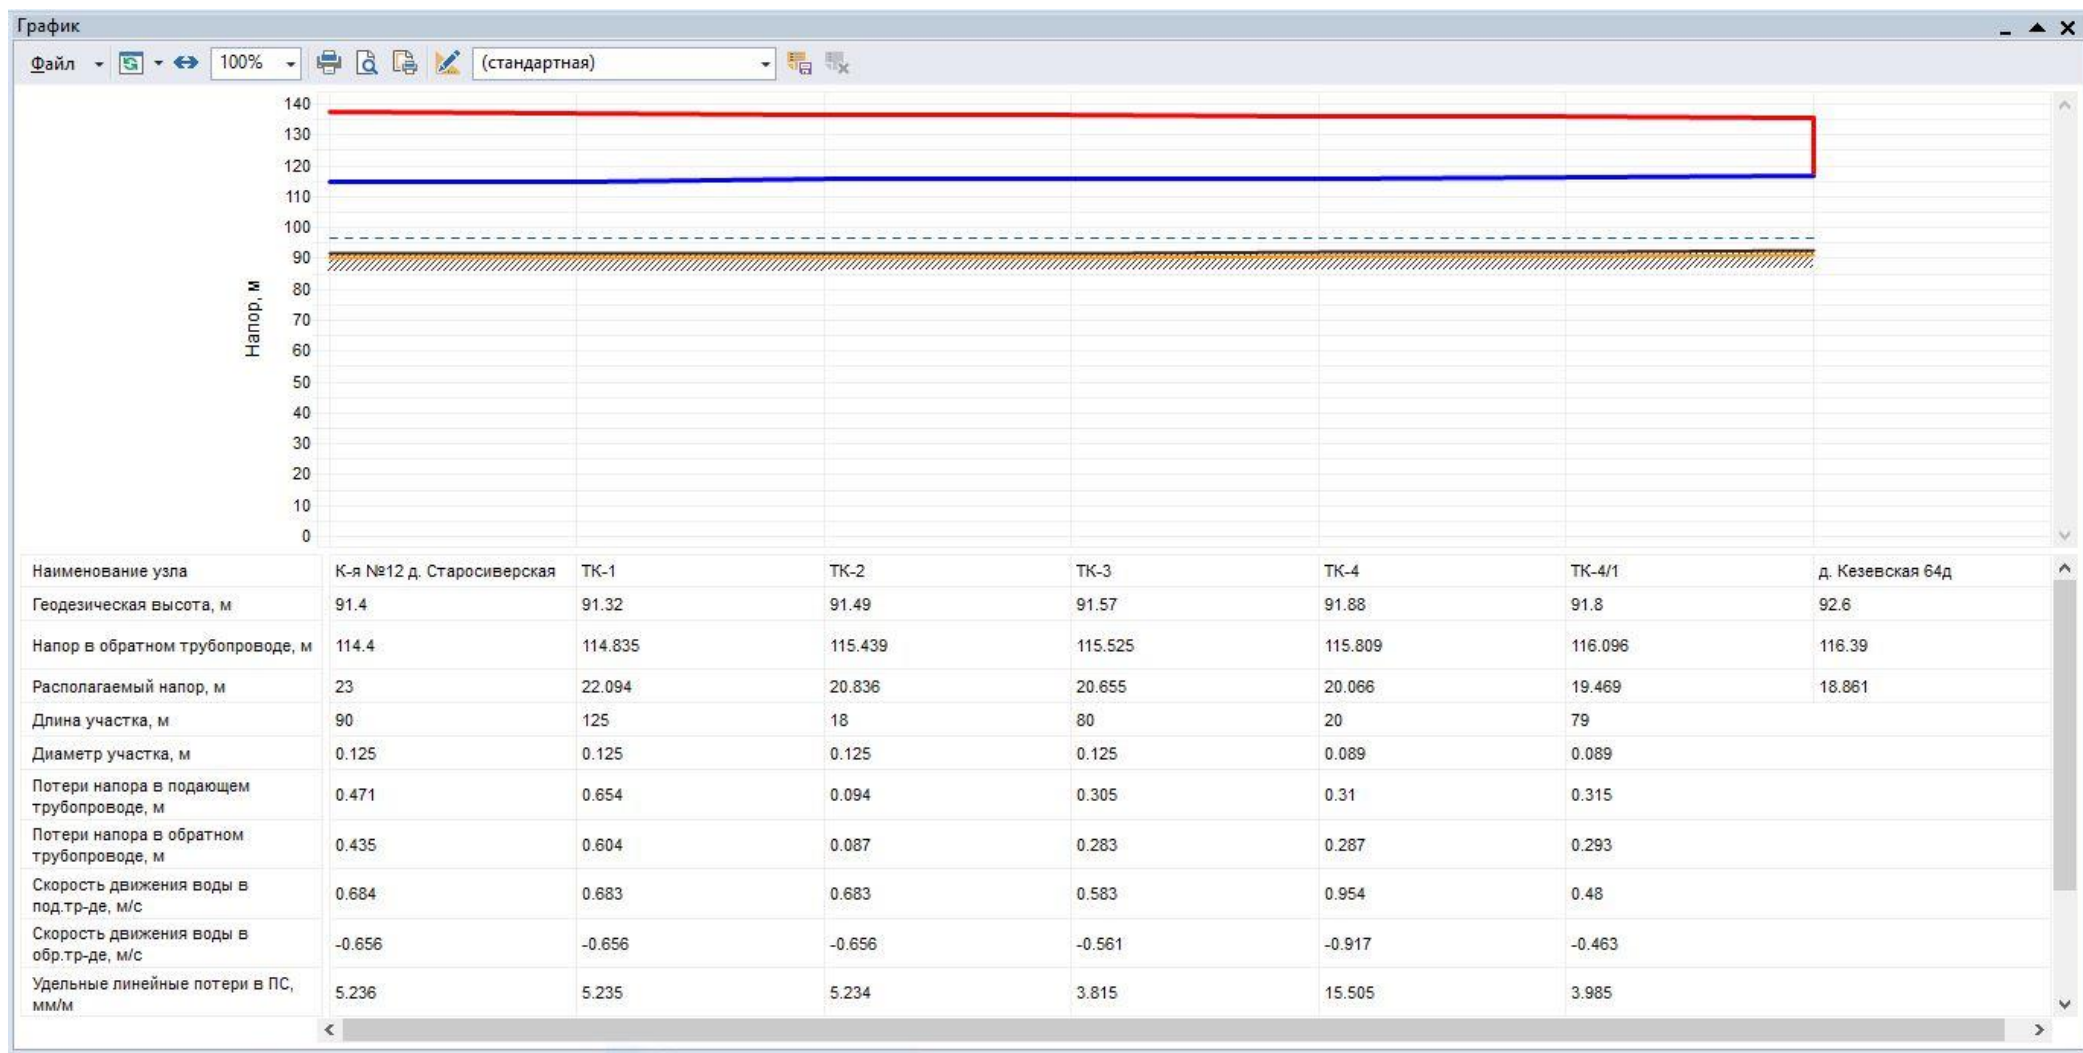 График
Файл 100% (стандартная)
140
130
120
110
100
90
80
70
60
50
40
30
20
10
0
Напор, м
Наименование узла К-я №12 д. Старосиверская ТК-1 ТК-2 ТК-3 ТК-4 ТК-4/1 д. Кезевская 64д
Геодезическая высота, м 91.4 91.32 91.49 91.57 91.88 91.8 92.6
Напор в обратном трубопроводе, м 114.4 114.835 115.439 115.525 115.809 116.096 116.39
Располагаемый напор, м 23 22.094 20.836 20.655 20.066 19.469 18.861
Длина участка, м 90 125 18 80 20 79
Диаметр участка, м 0.125 0.125 0.125 0.125 0.089 0.089
Потери напора в подающем
трубопроводе, м 0.471 0.654 0.094 0.305 0.31 0.315
Потери напора в обратном
трубопроводе, м 0.435 0.604 0.087 0.283 0.287 0.293
Скорость движения воды в
под.тр-де, м/с 0.684 0.683 0.683 0.583 0.954 0.48
Скорость движения воды в
обр.тр-де, м/с -0.656 -0.656 -0.656 -0.561 -0.917 -0.463
Удельные линейные потери в ПС,
мм/м 5.236 5.235 5.234 3.815 15.505 3.985